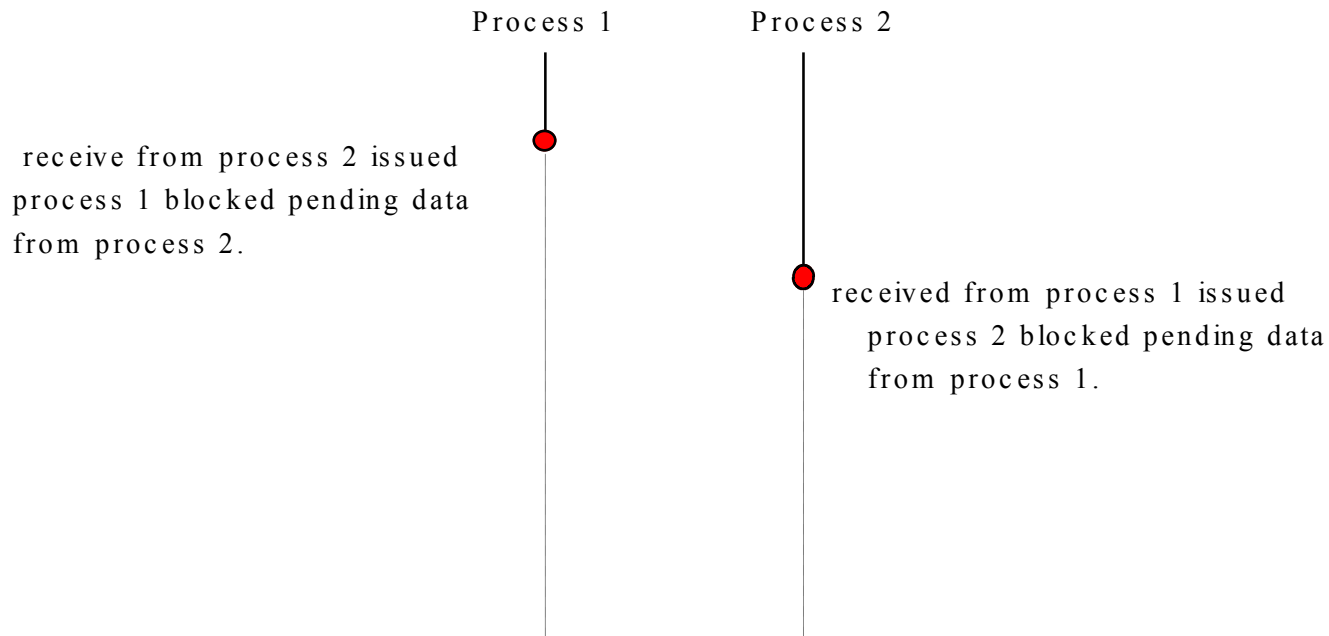 Process 1
Process 2
receive from process 2 issued
process 1 blocked pending data
from process 2.
received from process 1 issued
process 2 blocked pending data
from process 1.